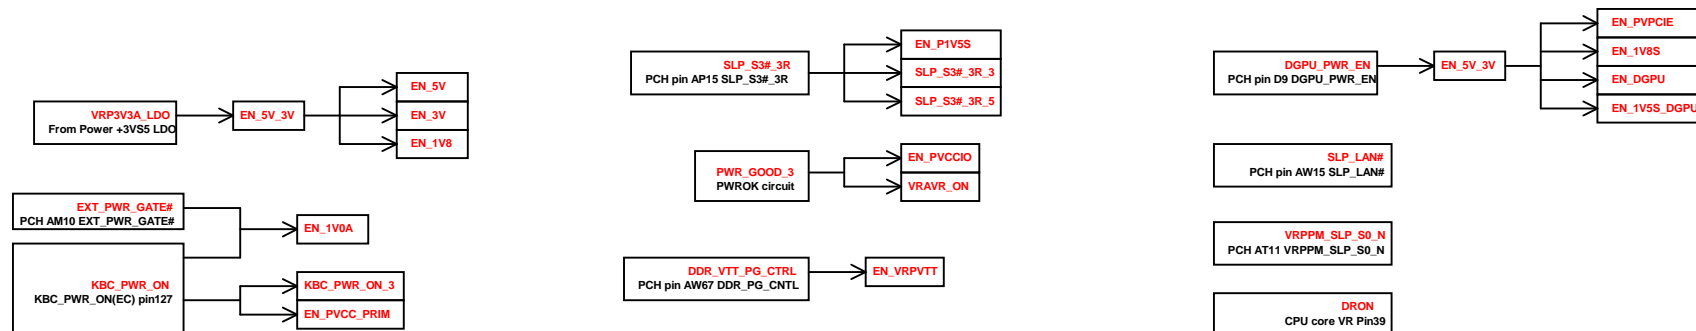 VRP3V3A_LDO
From Power +3VS5 LDO
EN_5V_3V
EN_5V
EN_3V
EN_1V8
EXT_PWR_GATE#
PCH AM10 EXT_PWR_GATE#
EN_1V0A
KBC_PWR_ON
KBC_PWR_ON(EC) pin127
KBC_PWR_ON_3
EN_PVCC_PRIM
SLP_S3#_3R
PCH pin AP15 SLP_S3#_3R
EN_P1V5S
SLP_S3#_3R_3
SLP_S3#_3R_5
PWR_GOOD_3
PWROK circuit
EN_PVCCIO
VRAVR_ON
DDR_VTT_PG_CTRL
PCH pin AW67 DDR_PG_CNTL
EN_VRPVTT
DGPU_PWR_EN
PCH pin D9 DGPU_PWR_EN
EN_5V_3V
EN_PVPCIE
EN_1V8S
EN_DGPU
EN_1V5S_DGPU
SLP_LAN#
PCH pin AW15 SLP_LAN#
VRPPM_SLP_S0_N
PCH AT11 VRPPM_SLP_S0_N
DRON
CPU core VR Pin39